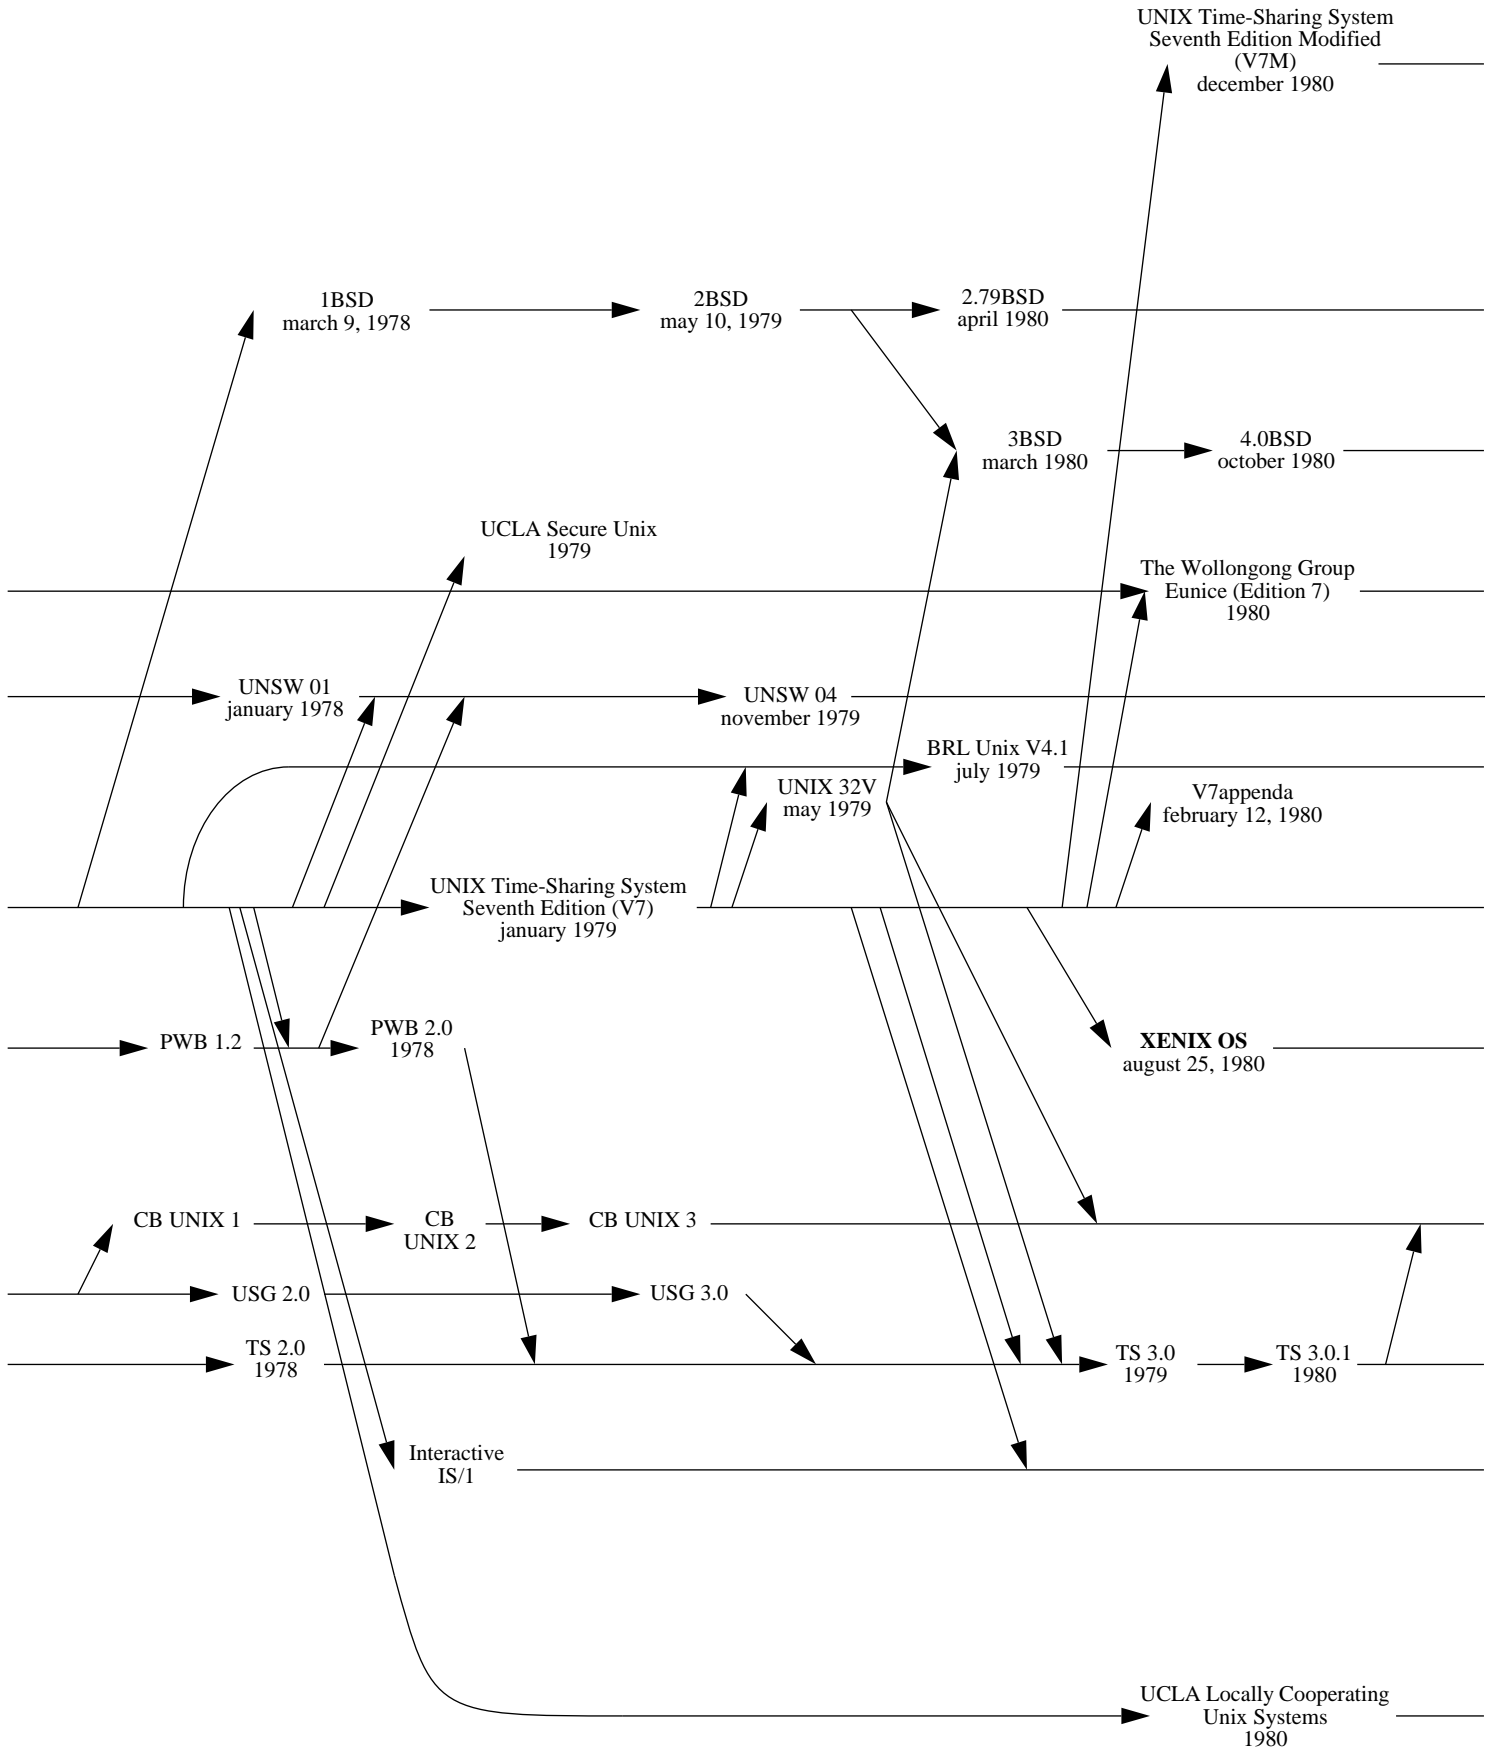 UNIX Time-Sharing System
Seventh Edition Modified
(V7M)
december 1980
1BSD
march 9, 1978
2BSD
may 10, 1979
2.79BSD
april 1980
3BSD
march 1980
4.0BSD
october 1980
UCLA Secure Unix
1979
The Wollongong Group
Eunice (Edition 7)
1980
UNSW 01
january 1978
UNSW 04
november 1979
BRL Unix V4.1
july 1979
UNIX 32V
may 1979
V7appenda
february 12, 1980
UNIX Time-Sharing System
Seventh Edition (V7)
january 1979
PWB 1.2
PWB 2.0
1978
XENIX OS
august 25, 1980
CB UNIX 1
CB
UNIX 2
CB UNIX 3
USG 2.0
USG 3.0
TS 2.0
1978
TS 3.0
1979
TS 3.0.1
1980
Interactive
IS/1
UCLA Locally Cooperating
Unix Systems
1980